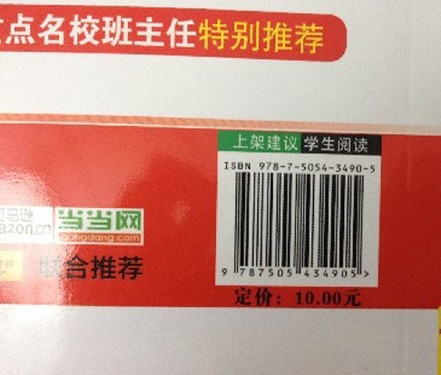 点名校班主任特别推荐
上架建议 学生阅读
ISBN 978-7-5054-3490-5
9 787505 434905 >
定价：10.00元
当当网
dangdang.com
联合推荐